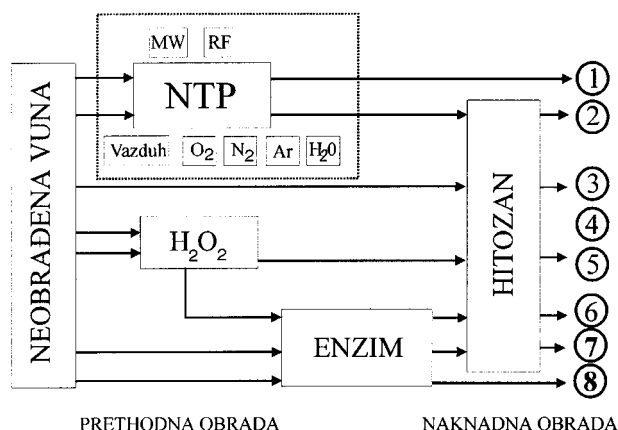 MW RF
NTP
Vazduh O₂ N₂ Ar H₂0
NEOBRAĐENA VUNA
H₂O₂
ENZIM
HITOZAN
1
2
3
4
5
6
7
8
PRETHODNA OBRADA NAKNADNA OBRADA